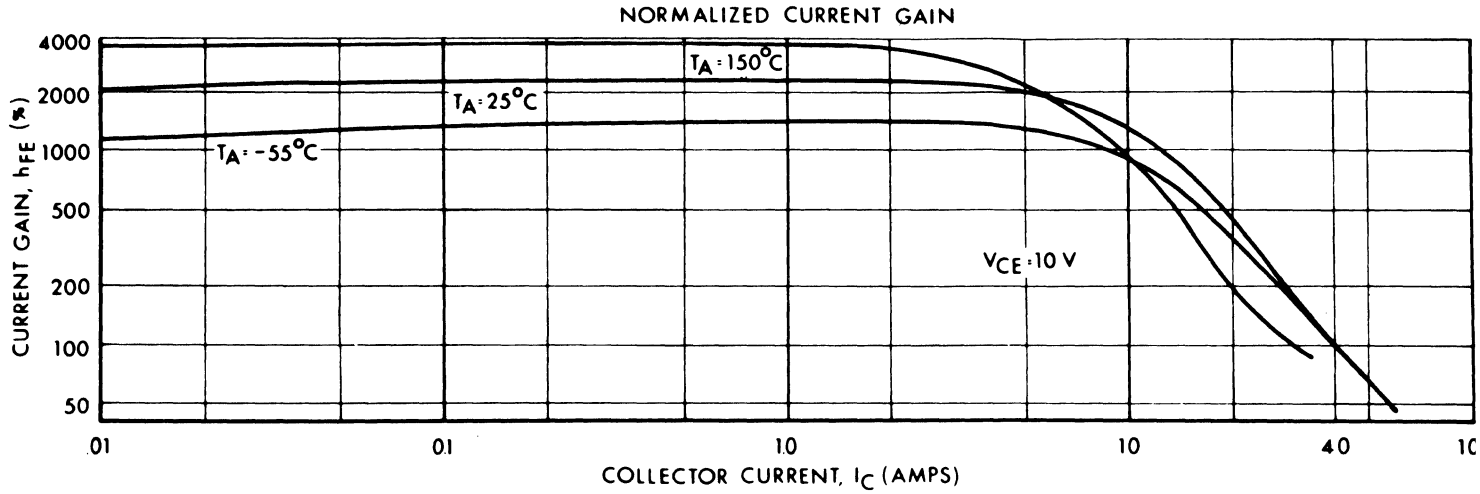 NORMALIZED CURRENT GAIN
CURRENT GAIN, hFE (%)
4000
2000
1000
500
200
100
50
TA=150°C
TA=25°C
TA=-55°C
VCE=10 V
.01 0.1 1.0 10 40 10
COLLECTOR CURRENT, IC (AMPS)